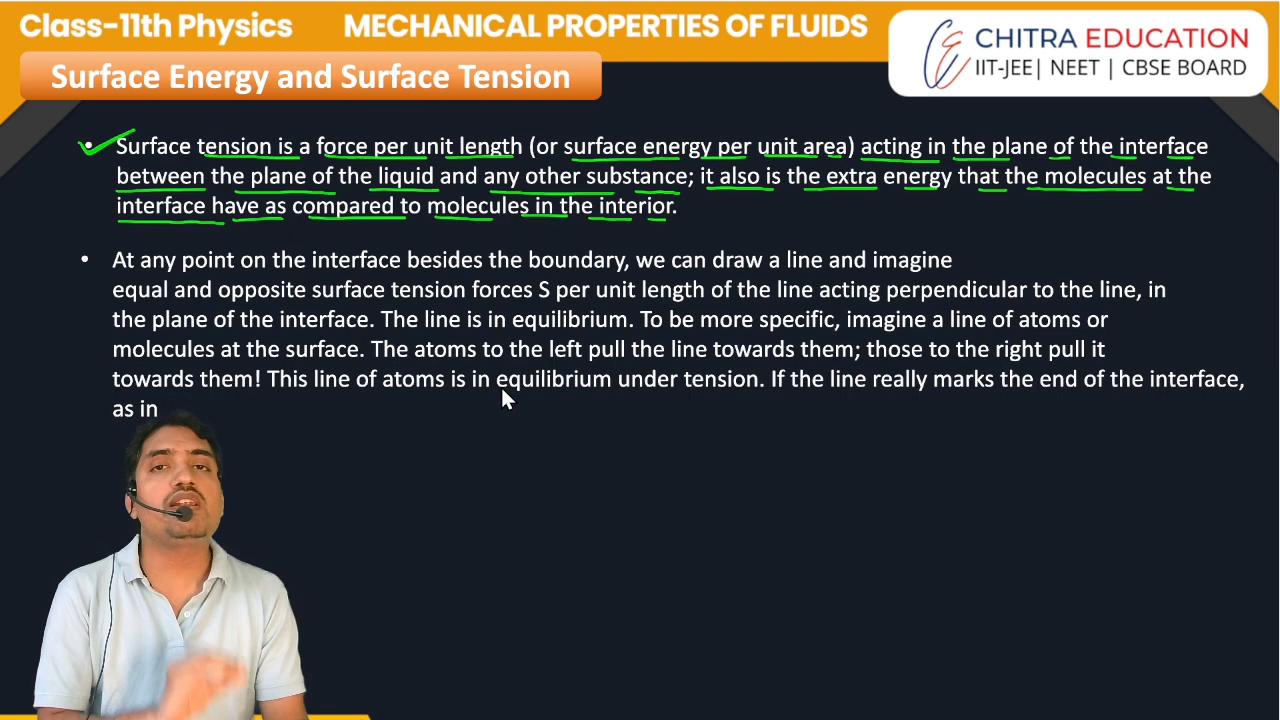 Class-11th Physics MECHANICAL PROPERTIES OF FLUIDS
CHITRA EDUCATION
IIT-JEE| NEET | CBSE BOARD
Surface Energy and Surface Tension
• Surface tension is a force per unit length (or surface energy per unit area) acting in the plane of the interface
between the plane of the liquid and any other substance; it also is the extra energy that the molecules at the
interface have as compared to molecules in the interior.
• At any point on the interface besides the boundary, we can draw a line and imagine
equal and opposite surface tension forces S per unit length of the line acting perpendicular to the line, in
the plane of the interface. The line is in equilibrium. To be more specific, imagine a line of atoms or
molecules at the surface. The atoms to the left pull the line towards them; those to the right pull it
towards them! This line of atoms is in equilibrium under tension. If the line really marks the end of the interface,
as in